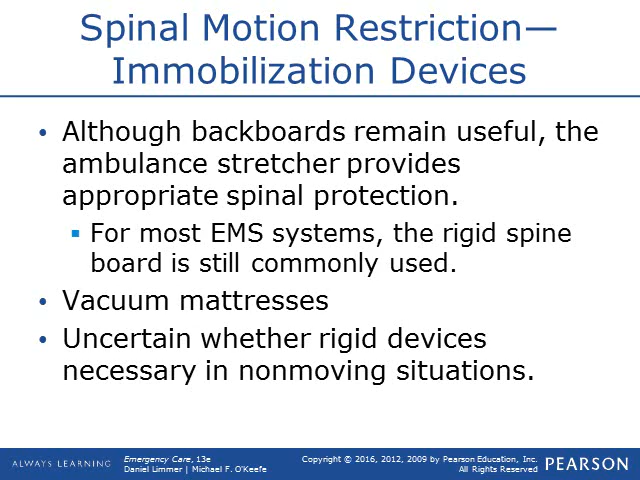 Spinal Motion Restriction—
Immobilization Devices
• Although backboards remain useful, the
ambulance stretcher provides
appropriate spinal protection.
▪ For most EMS systems, the rigid spine
board is still commonly used.
• Vacuum mattresses
• Uncertain whether rigid devices
necessary in nonmoving situations.
ALWAYS LEARNING
Emergency Care, 13e
Daniel Limmer | Michael F. O'Keefe
Copyright © 2016, 2012, 2009 by Pearson Education, Inc.
All Rights Reserved
PEARSON